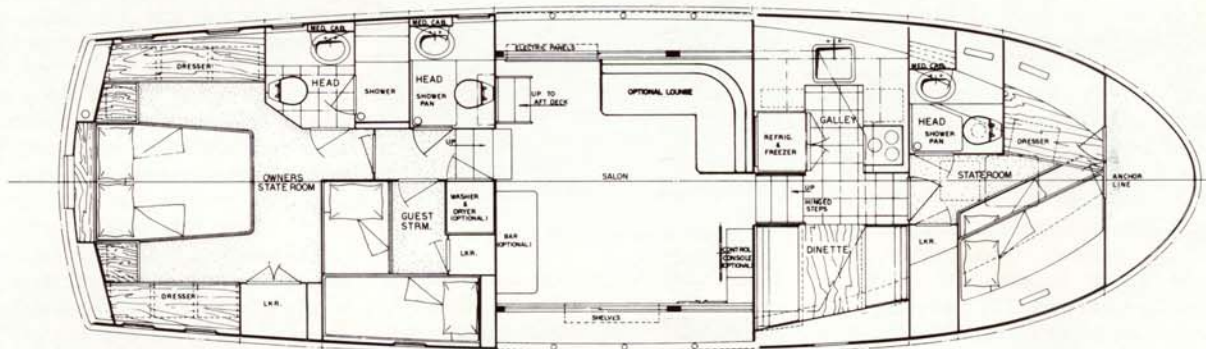 DRESSER
MED. CAB.
HEAD
SHOWER
MED. CAB.
HEAD
SHOWER
PAN
ELECTRIC PANELS
UP TO
AFT DECK
OPTIONAL LOUNGE
REFRIG.
&
FREEZER
GALLEY
MED. CAB.
HEAD
SHOWER
PAN
DRESSER
STATEROOM
ANCHOR
LINE
OWNERS
STATEROOM
UP
GUEST
STRM.
WASHER
&
DRYER
(OPTIONAL)
LKR.
BAR
(OPTIONAL)
SALON
UP
HINGED
STEPS
CONTROL
CONSOLE
(OPTIONAL)
DINETTE
LKR.
DRESSER
LKR.
SHELVES